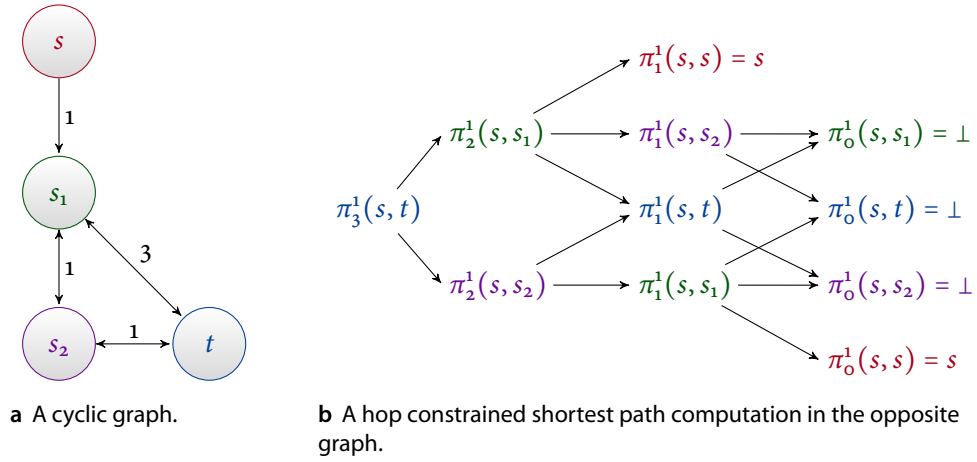 s
1
s₁
1
3
s₂
1
t
π₁¹(s, s) = s
π₂¹(s, s₁)
π₁¹(s, s₂)
π₀¹(s, s₁) = ⊥
π₃¹(s, t)
π₁¹(s, t)
π₀¹(s, t) = ⊥
π₂¹(s, s₂)
π₁¹(s, s₁)
π₀¹(s, s₂) = ⊥
π₀¹(s, s) = s
a A cyclic graph.
b A hop constrained shortest path computation in the opposite
graph.